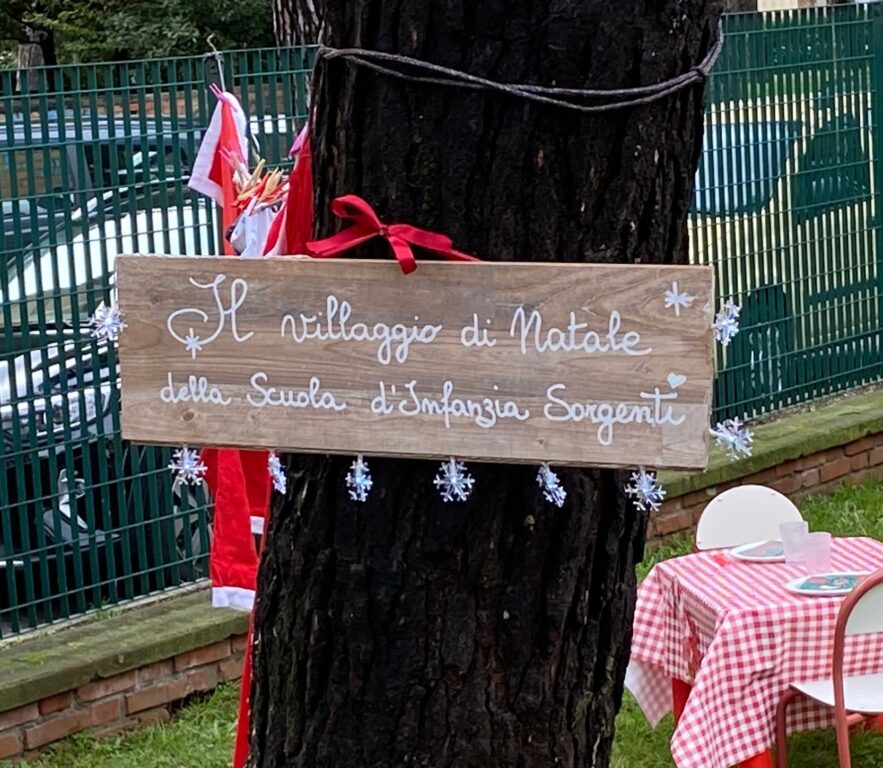 Il villaggio di Natale
della Scuola d'Infanzia Sorgenti